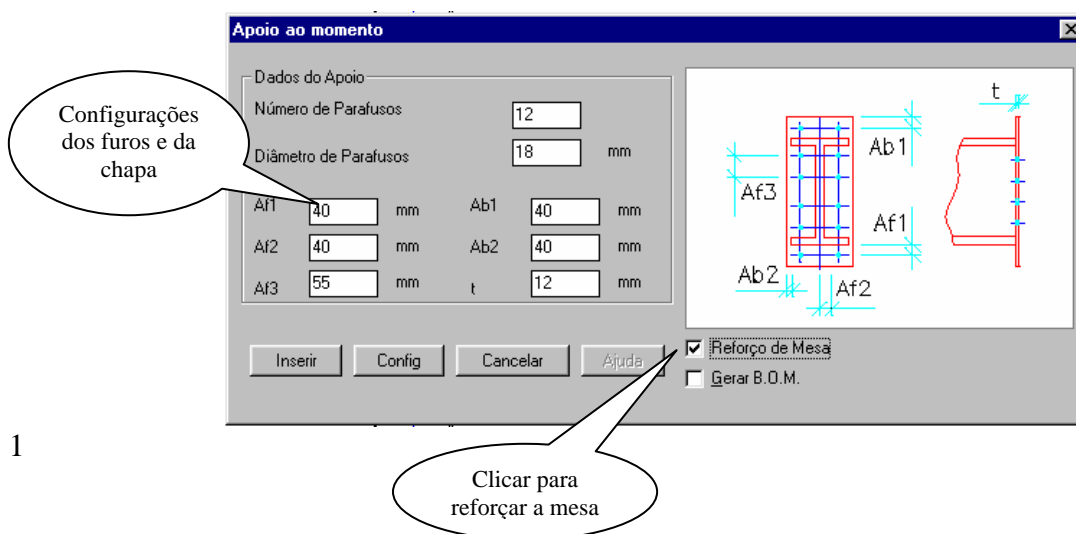 Apoio ao momento
Configurações
dos furos e da
chapa
Dados do Apoio
Número de Parafusos 12
Diâmetro de Parafusos 18 mm
Af1 40 mm Ab1 40 mm
Af2 40 mm Ab2 40 mm
Af3 55 mm t 12 mm
t
Ab1
Af3
Af1
Ab2 Af2
Inserir Config Cancelar Ajuda
Reforço de Mesa
Gerar B.O.M.
1
Clicar para
reforçar a mesa